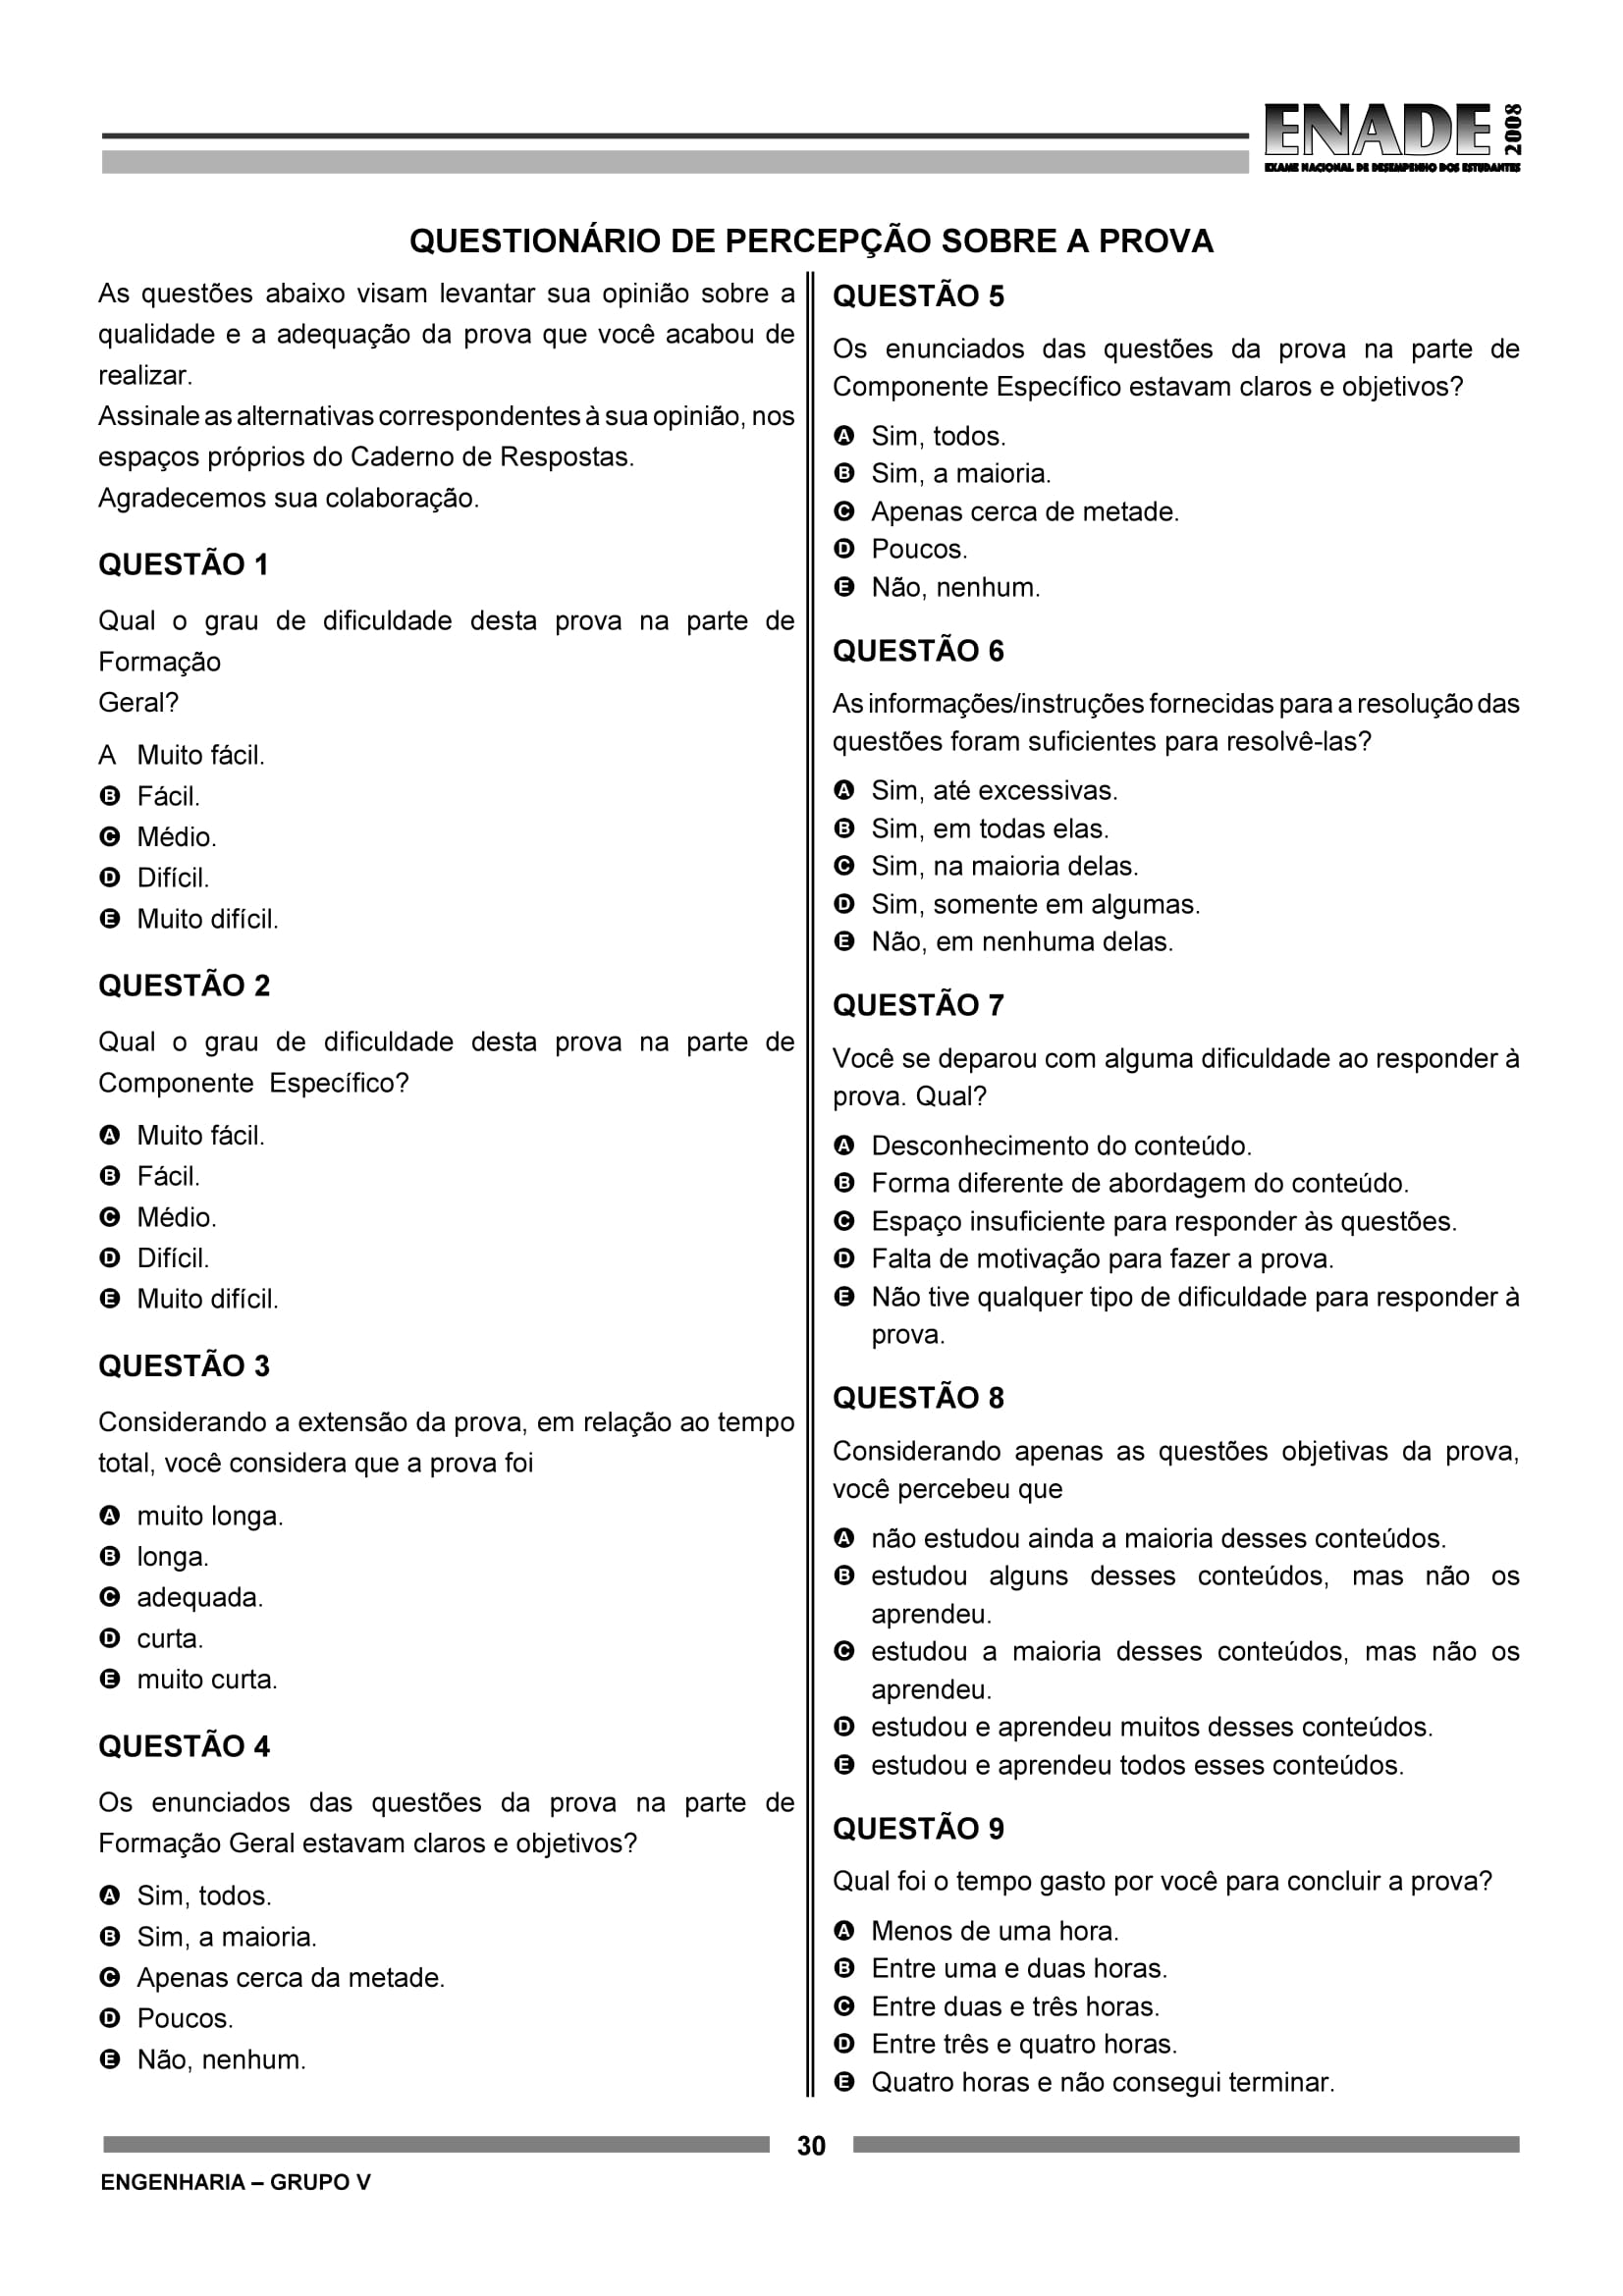 ENADE 2008
EXAME NACIONAL DE DESEMPENHO DOS ESTUDANTES
QUESTIONÁRIO DE PERCEPÇÃO SOBRE A PROVA
As questões abaixo visam levantar sua opinião sobre a
qualidade e a adequação da prova que você acabou de
realizar.
Assinale as alternativas correspondentes à sua opinião, nos
espaços próprios do Caderno de Respostas.
Agradecemos sua colaboração.
QUESTÃO 1
Qual o grau de dificuldade desta prova na parte de
Formação
Geral?
A Muito fácil.
B Fácil.
C Médio.
D Difícil.
E Muito difícil.
QUESTÃO 2
Qual o grau de dificuldade desta prova na parte de
Componente Específico?
A Muito fácil.
B Fácil.
C Médio.
D Difícil.
E Muito difícil.
QUESTÃO 3
Considerando a extensão da prova, em relação ao tempo
total, você considera que a prova foi
A muito longa.
B longa.
C adequada.
D curta.
E muito curta.
QUESTÃO 4
Os enunciados das questões da prova na parte de
Formação Geral estavam claros e objetivos?
A Sim, todos.
B Sim, a maioria.
C Apenas cerca da metade.
D Poucos.
E Não, nenhum.
QUESTÃO 5
Os enunciados das questões da prova na parte de
Componente Específico estavam claros e objetivos?
A Sim, todos.
B Sim, a maioria.
C Apenas cerca de metade.
D Poucos.
E Não, nenhum.
QUESTÃO 6
As informações/instruções fornecidas para a resolução das
questões foram suficientes para resolvê-las?
A Sim, até excessivas.
B Sim, em todas elas.
C Sim, na maioria delas.
D Sim, somente em algumas.
E Não, em nenhuma delas.
QUESTÃO 7
Você se deparou com alguma dificuldade ao responder à
prova. Qual?
A Desconhecimento do conteúdo.
B Forma diferente de abordagem do conteúdo.
C Espaço insuficiente para responder às questões.
D Falta de motivação para fazer a prova.
E Não tive qualquer tipo de dificuldade para responder à
prova.
QUESTÃO 8
Considerando apenas as questões objetivas da prova,
você percebeu que
A não estudou ainda a maioria desses conteúdos.
B estudou alguns desses conteúdos, mas não os
aprendeu.
C estudou a maioria desses conteúdos, mas não os
aprendeu.
D estudou e aprendeu muitos desses conteúdos.
E estudou e aprendeu todos esses conteúdos.
QUESTÃO 9
Qual foi o tempo gasto por você para concluir a prova?
A Menos de uma hora.
B Entre uma e duas horas.
C Entre duas e três horas.
D Entre três e quatro horas.
E Quatro horas e não consegui terminar.
30
ENGENHARIA – GRUPO V